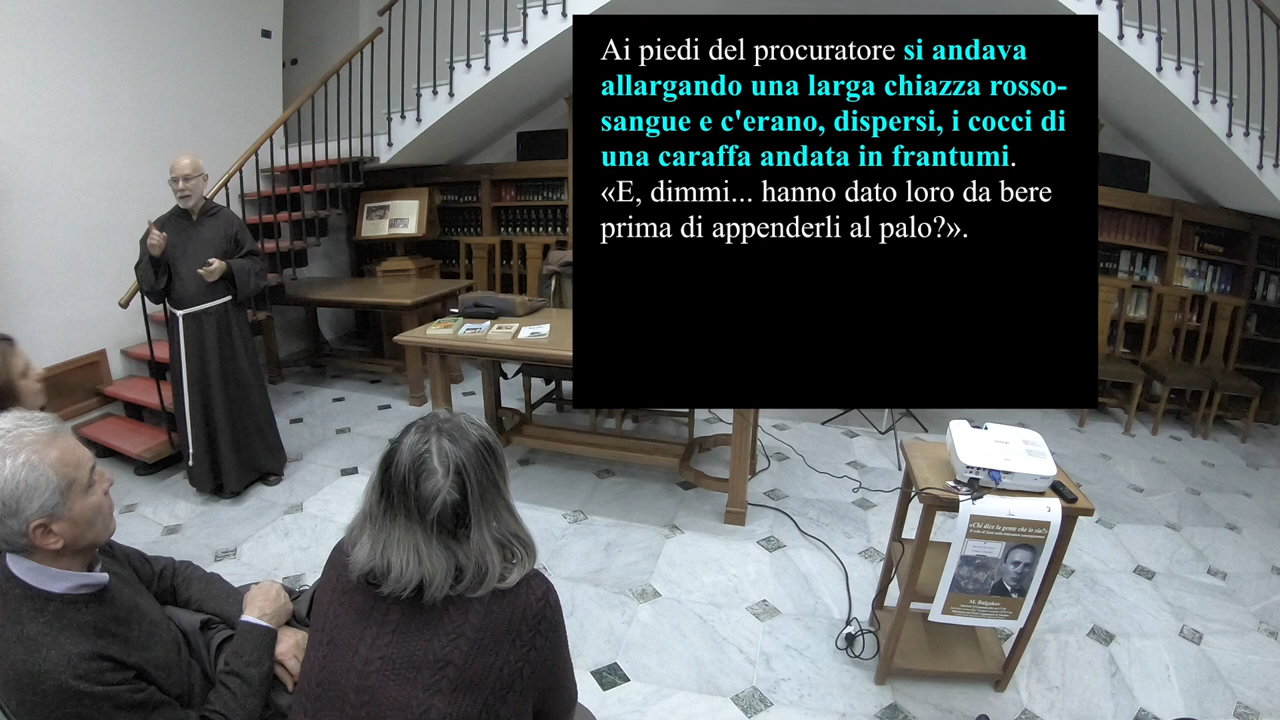 Ai piedi del procuratore si andava
allargando una larga chiazza rosso-
sangue e c'erano, dispersi, i cocci di
una caraffa andata in frantumi.
«E, dimmi... hanno dato loro da bere
prima di appenderli al palo?».
«Chi dice la gente che io sia?»
M. Bulgakov